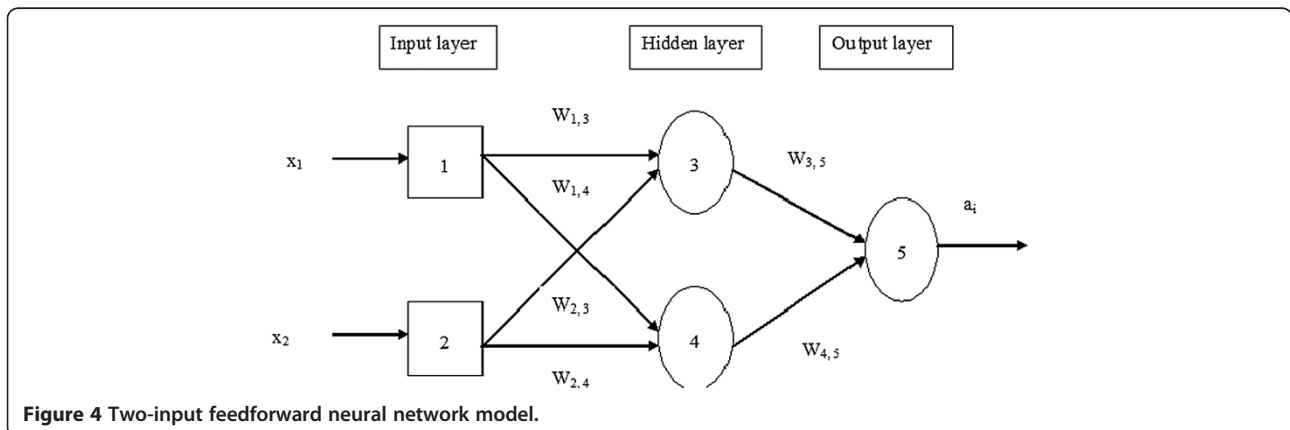 Input layer
Hidden layer
Output layer
W1,3
x1
1
W1,4
3
W3,5
ai
5
x2
2
W2,3
4
W4,5
W2,4
Figure 4 Two-input feedforward neural network model.